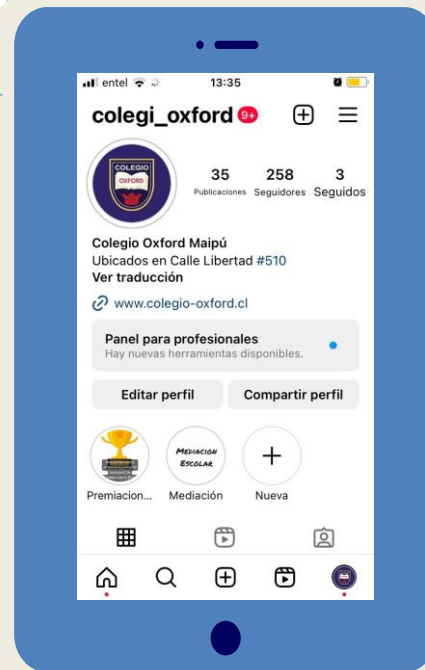 entel 13:35
colegi_oxford 9+
COLEGIO
OXFORD
35 258 3
Publicaciones Seguidores Seguidos
Colegio Oxford Maipú
Ubicados en Calle Libertad #510
Ver traducción
www.colegio-oxford.cl
Panel para profesionales
Hay nuevas herramientas disponibles.
Editar perfil Compartir perfil
MEDIACION
ESCOLAR
Premiacion... Mediación Nueva